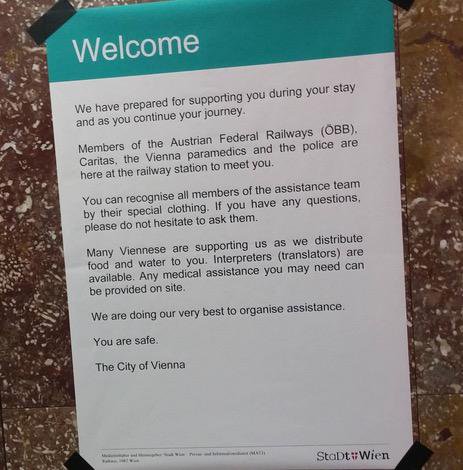 Welcome
We have prepared for supporting you during your stay
and as you continue your journey.
Members of the Austrian Federal Railways (ÖBB),
Caritas, the Vienna paramedics and the police are
here at the railway station to meet you.
You can recognise all members of the assistance team
by their special clothing. If you have any questions,
please do not hesitate to ask them.
Many Viennese are supporting us as we distribute
food and water to you. Interpreters (translators) are
available. Any medical assistance you may need can
be provided on site.
We are doing our very best to organise assistance.
You are safe.
The City of Vienna
Medieninhaber und Herausgeber: Stadt Wien - Presse- und Informationsdienst (MA53)
Rathaus, 1082 Wien
StaDt Wien